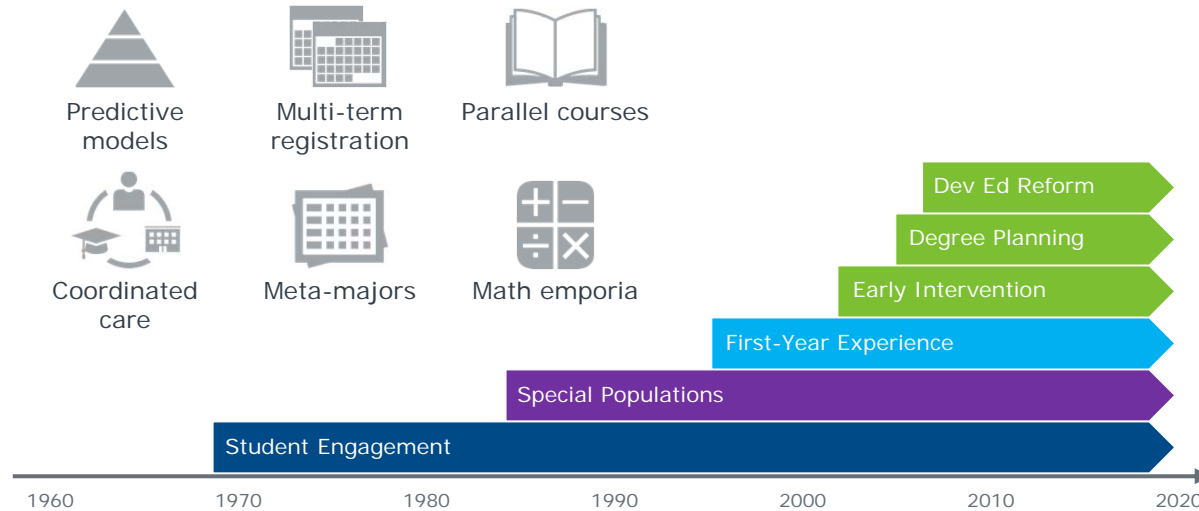 Predictive
models
Multi-term
registration
Parallel courses
Coordinated
care
Meta-majors
Math emporia
Dev Ed Reform
Degree Planning
Early Intervention
First-Year Experience
Special Populations
Student Engagement
1960 1970 1980 1990 2000 2010 2020